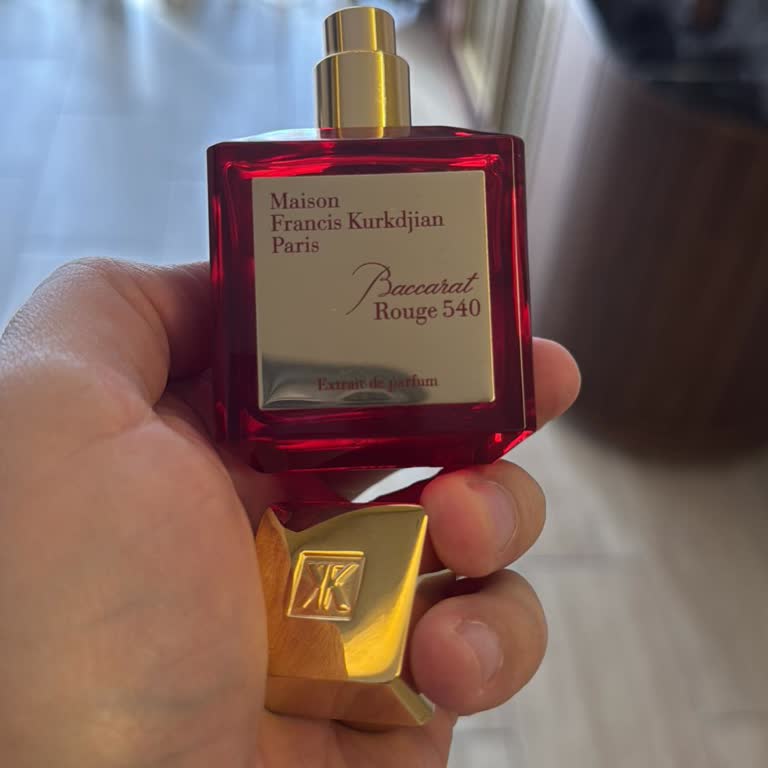 Maison
Francis Kurkdjian
Paris
Baccarat
Rouge 540
Extrait de parfum